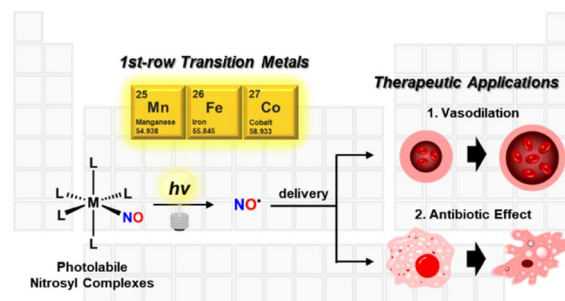 1st-row Transition Metals
25
Mn
Manganese
54.938
26
Fe
Iron
55.845
27
Co
Cobalt
58.933
Therapeutic Applications
1. Vasodilation
L
L
L
M
L
NO
L
hν
NO•
delivery
2. Antibiotic Effect
Photolabile
Nitrosyl Complexes